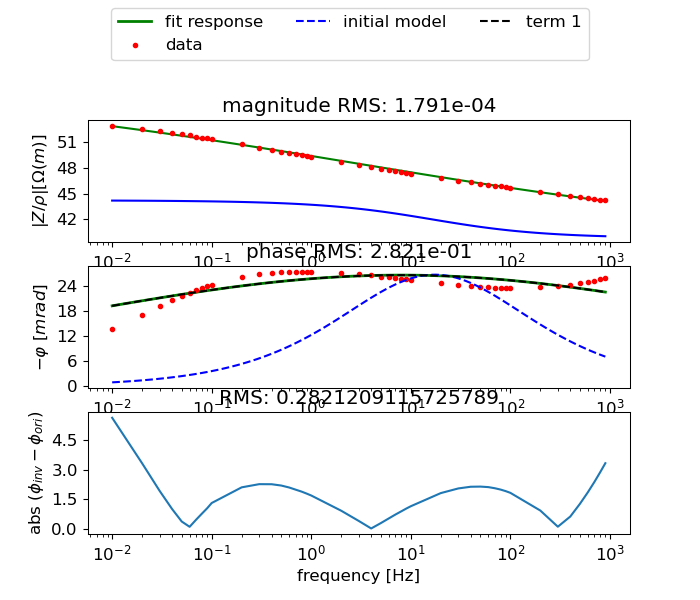 fit response initial model term 1
data
magnitude RMS: 1.791e-04
51
48
45
42
|Z/ρ|[Ω(m)]
10⁻² 10⁻¹ 10⁰ 10¹ 10² 10³
phase RMS: 2.821e-01
24
18
12
6
0
−φ [mrad]
10⁻² 10⁻¹ 10⁰ 10¹ 10² 10³
RMS: 0.2821209115725789
4.5
3.0
1.5
0.0
abs (ϕinv − ϕori)
10⁻² 10⁻¹ 10⁰ 10¹ 10² 10³
frequency [Hz]